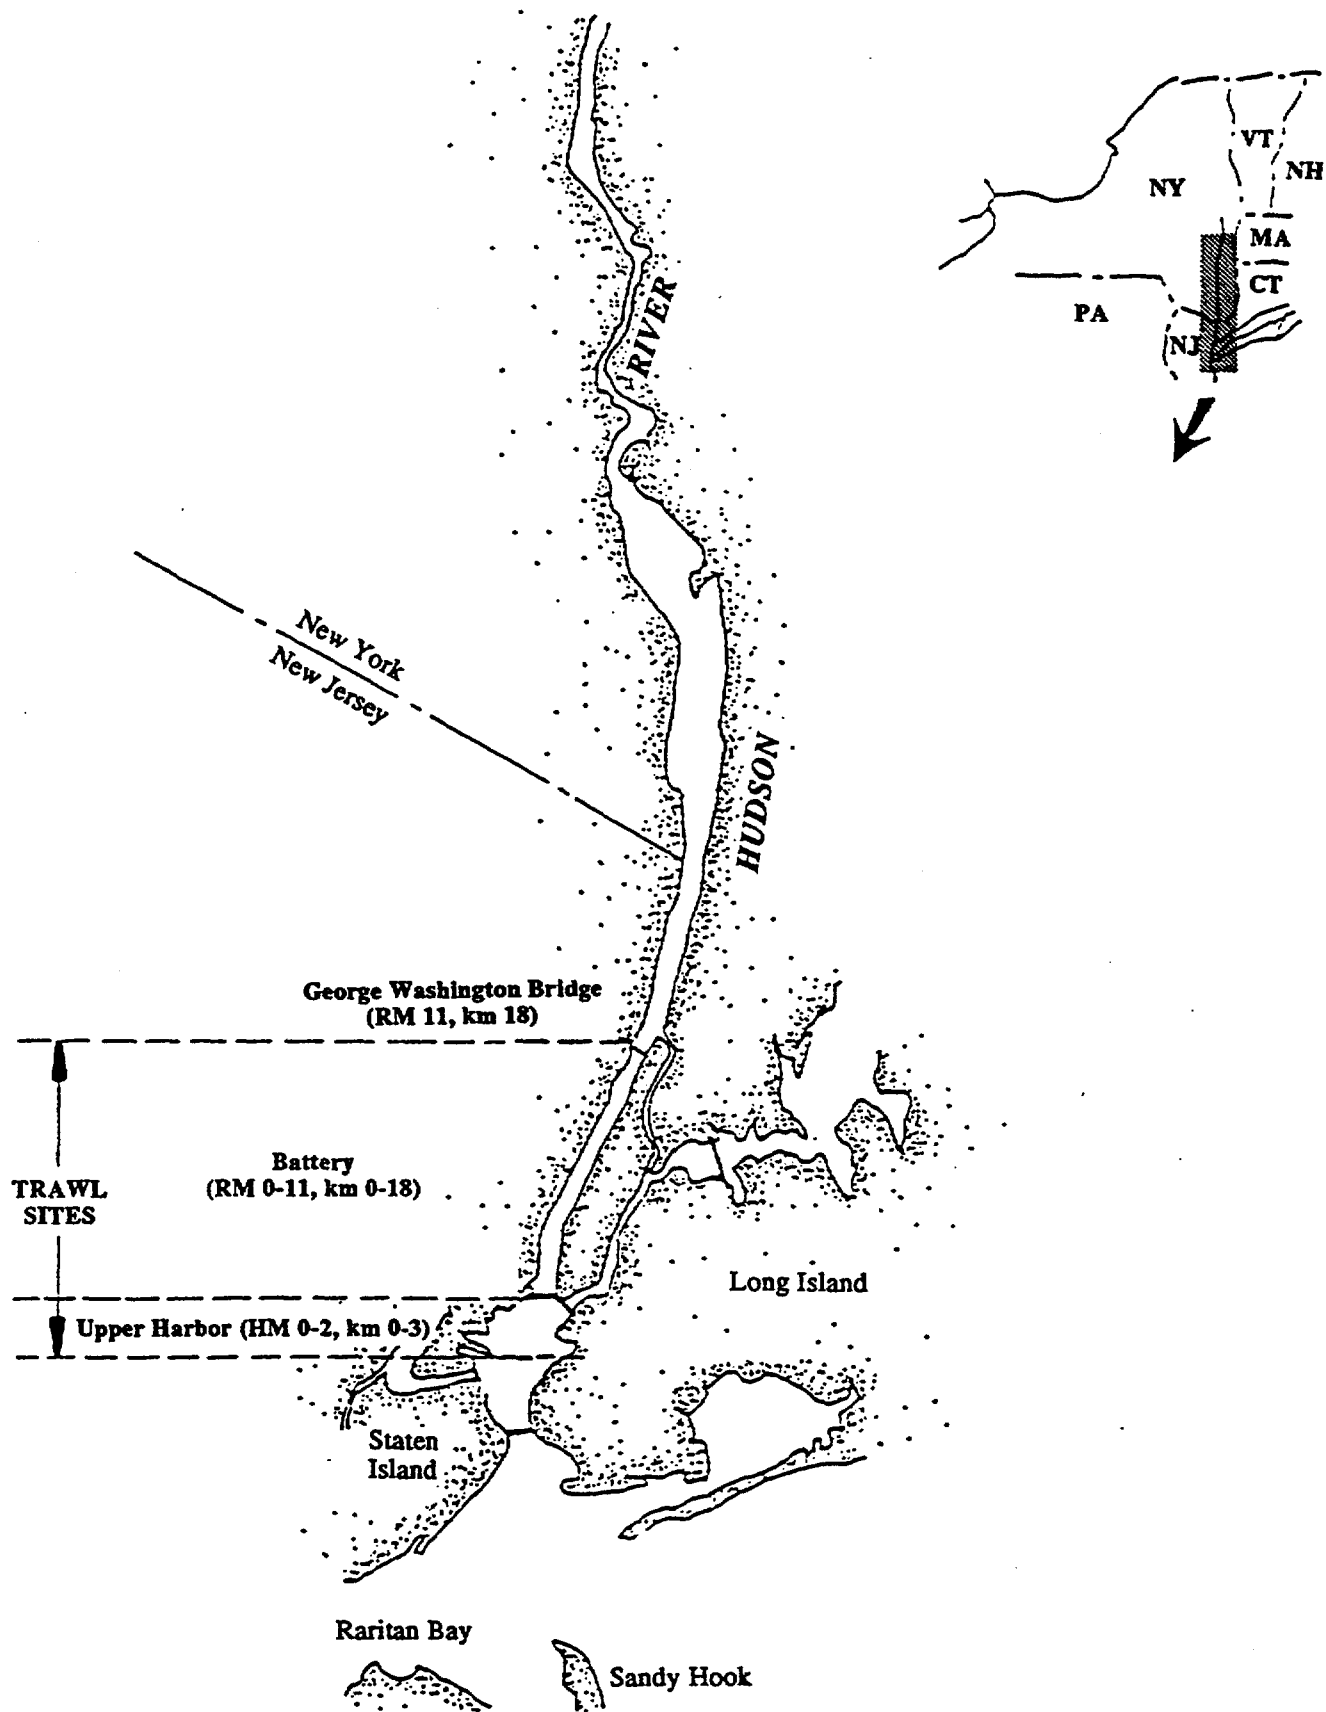 VT
NH
NY
MA
CT
PA
NJ
RIVER
New York
New Jersey
HUDSON
George Washington Bridge
(RM 11, km 18)
Battery
(RM 0-11, km 0-18)
TRAWL
SITES
Long Island
Upper Harbor (HM 0-2, km 0-3)
Staten
Island
Raritan Bay
Sandy Hook